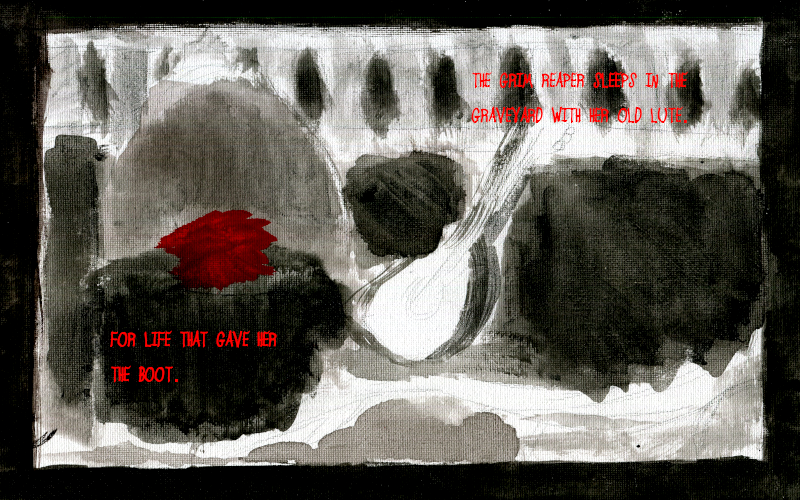 THE GRIM REAPER SLEEPS IN THE
GRAVEYARD WITH HER OLD LUTE,
FOR LIFE THAT GAVE HER
THE BOOT.